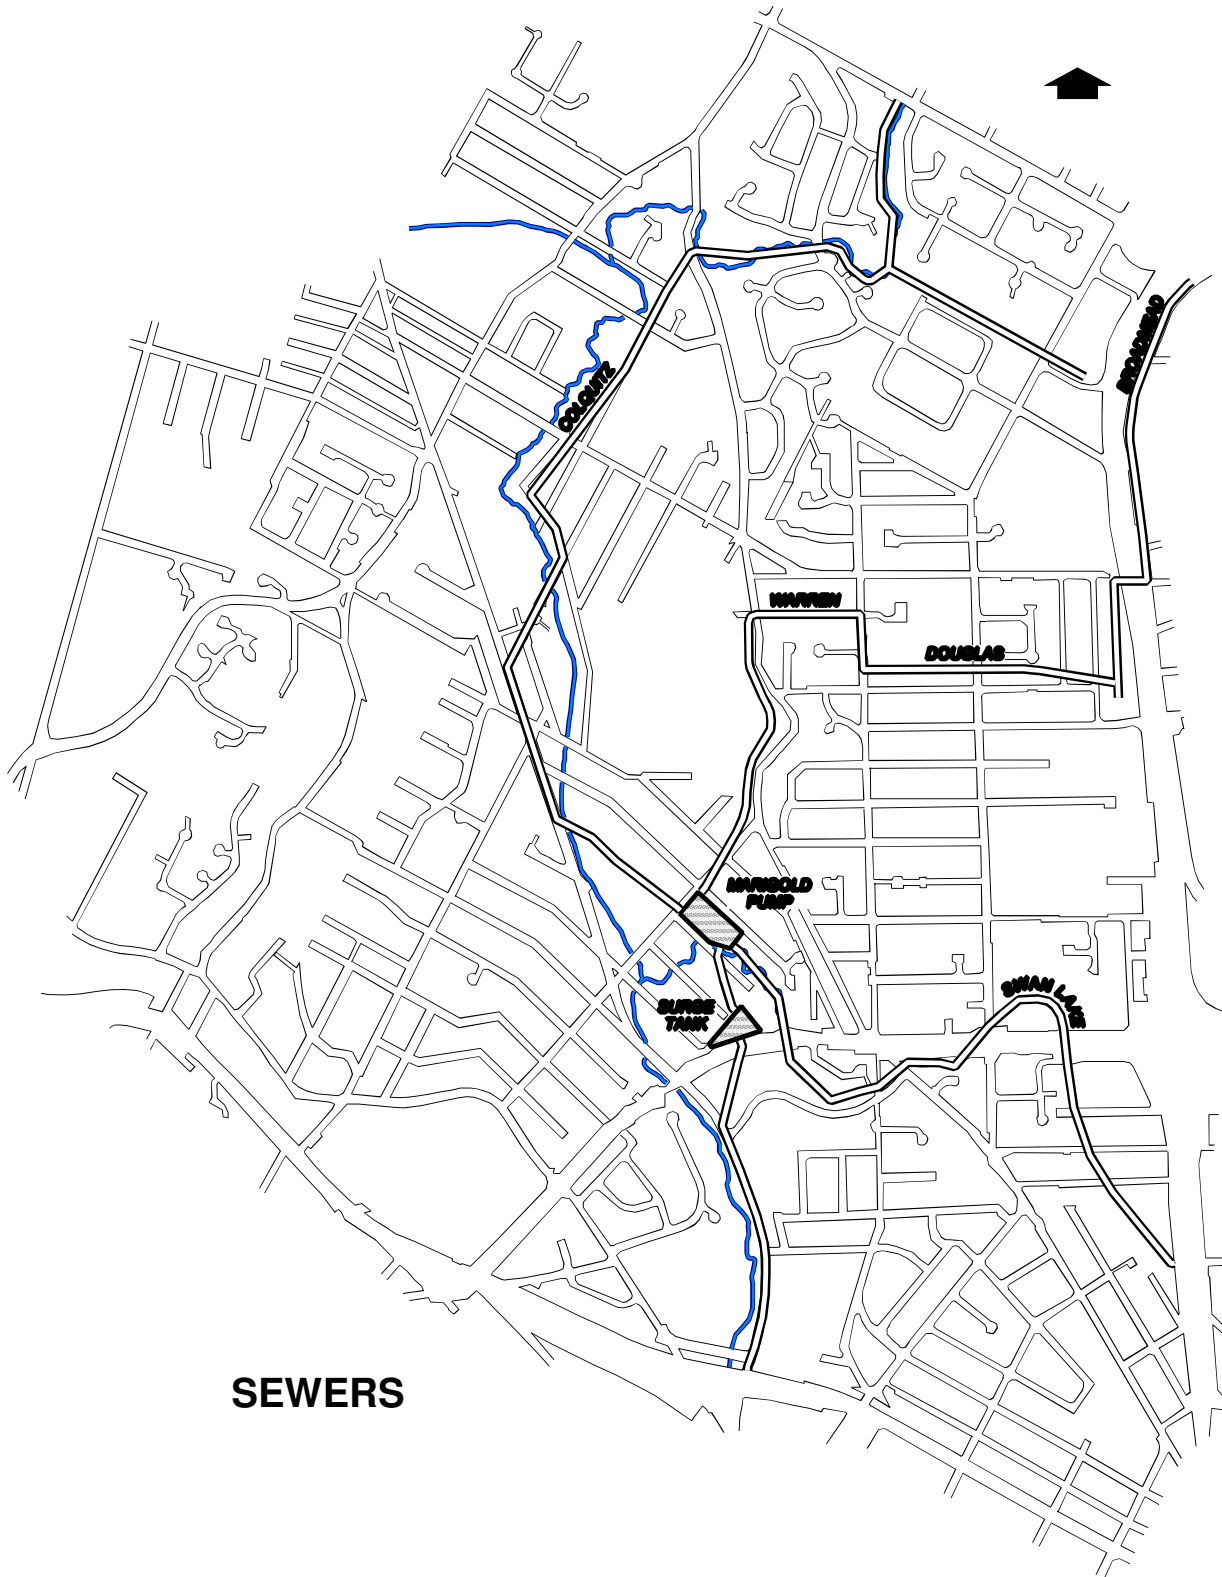 BROADMEAD
COLQUITZ
WARREN
DOUGLAS
MARIGOLD
PUMP
SWAN LAKE
SURGE
TANK
SEWERS